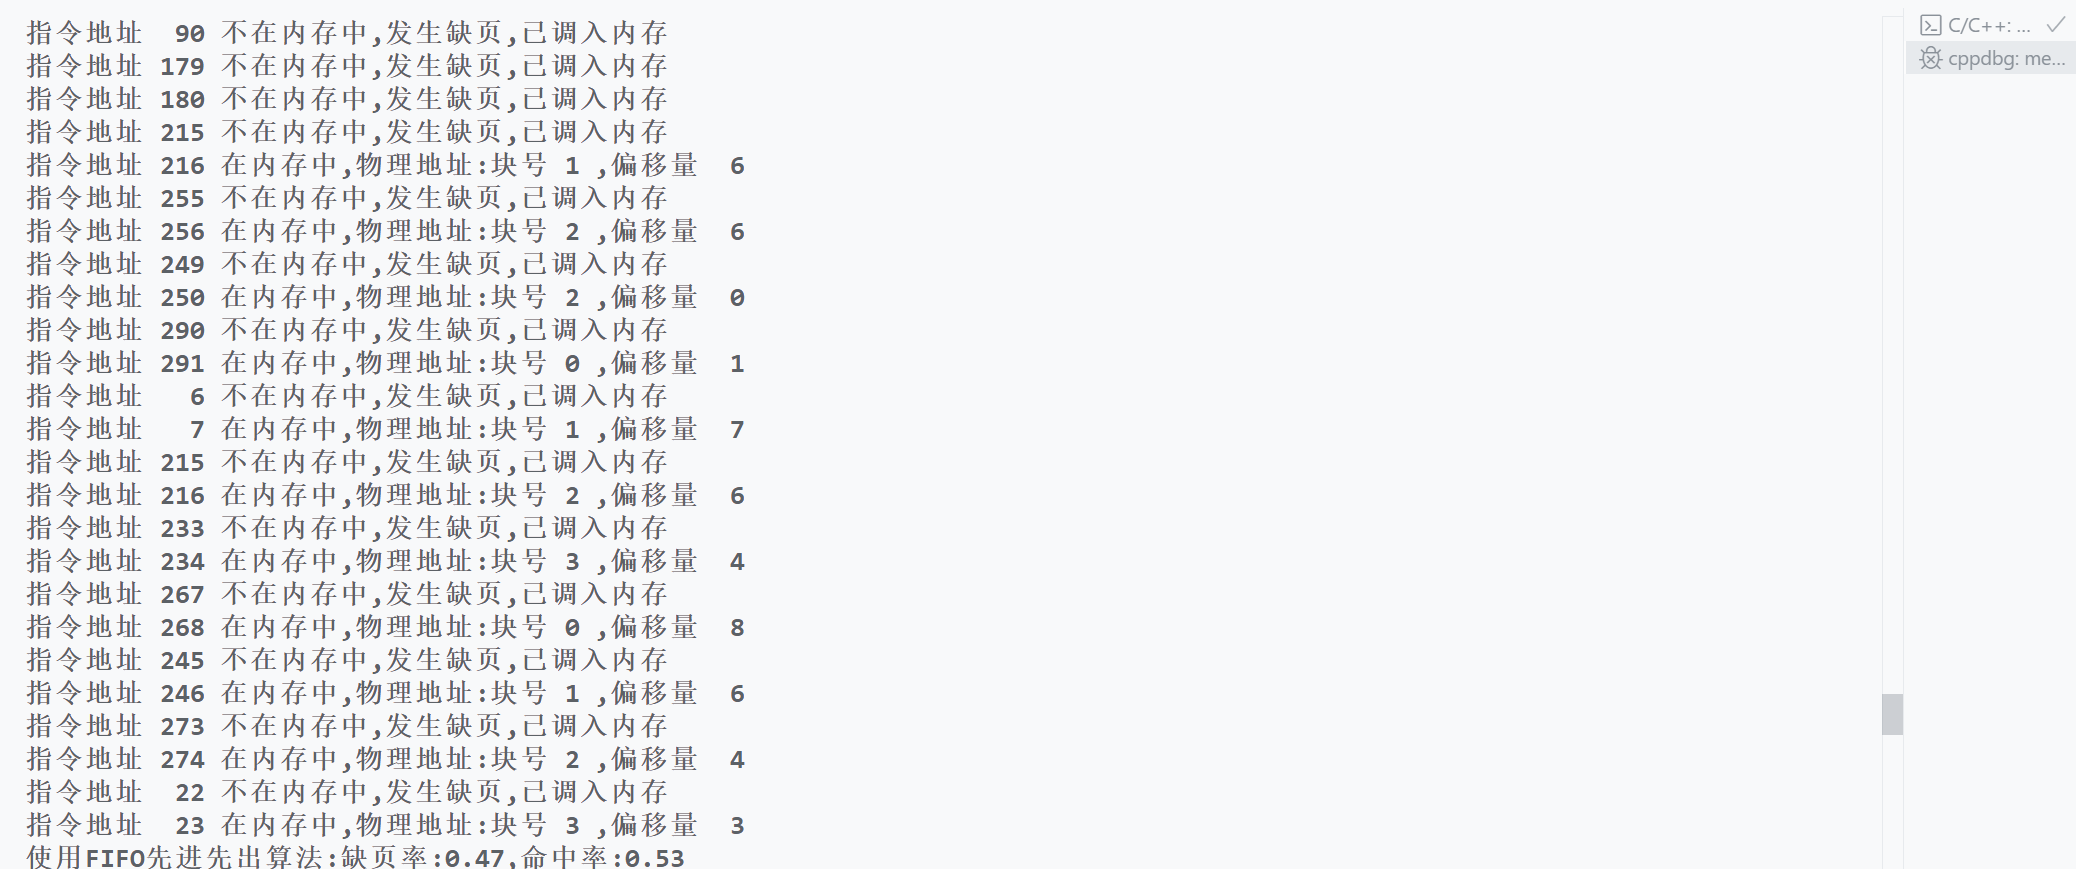 指令地址  90 不在内存中,发生缺页,已调入内存
指令地址 179 不在内存中,发生缺页,已调入内存
指令地址 180 不在内存中,发生缺页,已调入内存
指令地址 215 不在内存中,发生缺页,已调入内存
指令地址 216 在内存中,物理地址:块号 1 ,偏移量  6
指令地址 255 不在内存中,发生缺页,已调入内存
指令地址 256 在内存中,物理地址:块号 2 ,偏移量  6
指令地址 249 不在内存中,发生缺页,已调入内存
指令地址 250 在内存中,物理地址:块号 2 ,偏移量  0
指令地址 290 不在内存中,发生缺页,已调入内存
指令地址 291 在内存中,物理地址:块号 0 ,偏移量  1
指令地址   6 不在内存中,发生缺页,已调入内存
指令地址   7 在内存中,物理地址:块号 1 ,偏移量  7
指令地址 215 不在内存中,发生缺页,已调入内存
指令地址 216 在内存中,物理地址:块号 2 ,偏移量  6
指令地址 233 不在内存中,发生缺页,已调入内存
指令地址 234 在内存中,物理地址:块号 3 ,偏移量  4
指令地址 267 不在内存中,发生缺页,已调入内存
指令地址 268 在内存中,物理地址:块号 0 ,偏移量  8
指令地址 245 不在内存中,发生缺页,已调入内存
指令地址 246 在内存中,物理地址:块号 1 ,偏移量  6
指令地址 273 不在内存中,发生缺页,已调入内存
指令地址 274 在内存中,物理地址:块号 2 ,偏移量  4
指令地址  22 不在内存中,发生缺页,已调入内存
指令地址  23 在内存中,物理地址:块号 3 ,偏移量  3
使用FIFO先进先出算法:缺页率:0.47,命中率:0.53
C/C++: ...
cppdbg: me...